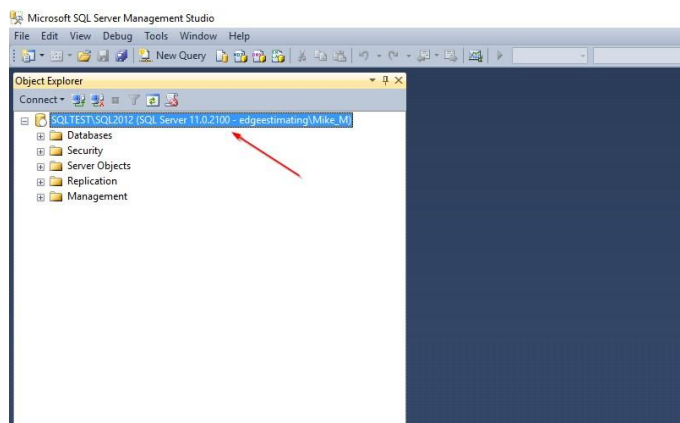 Microsoft SQL Server Management Studio
File Edit View Debug Tools Window Help
New Query
Object Explorer
Connect
SQLTEST\SQL2012 (SQL Server 11.0.2100 - edgeestimating\Mike_M)
Databases
Security
Server Objects
Replication
Management